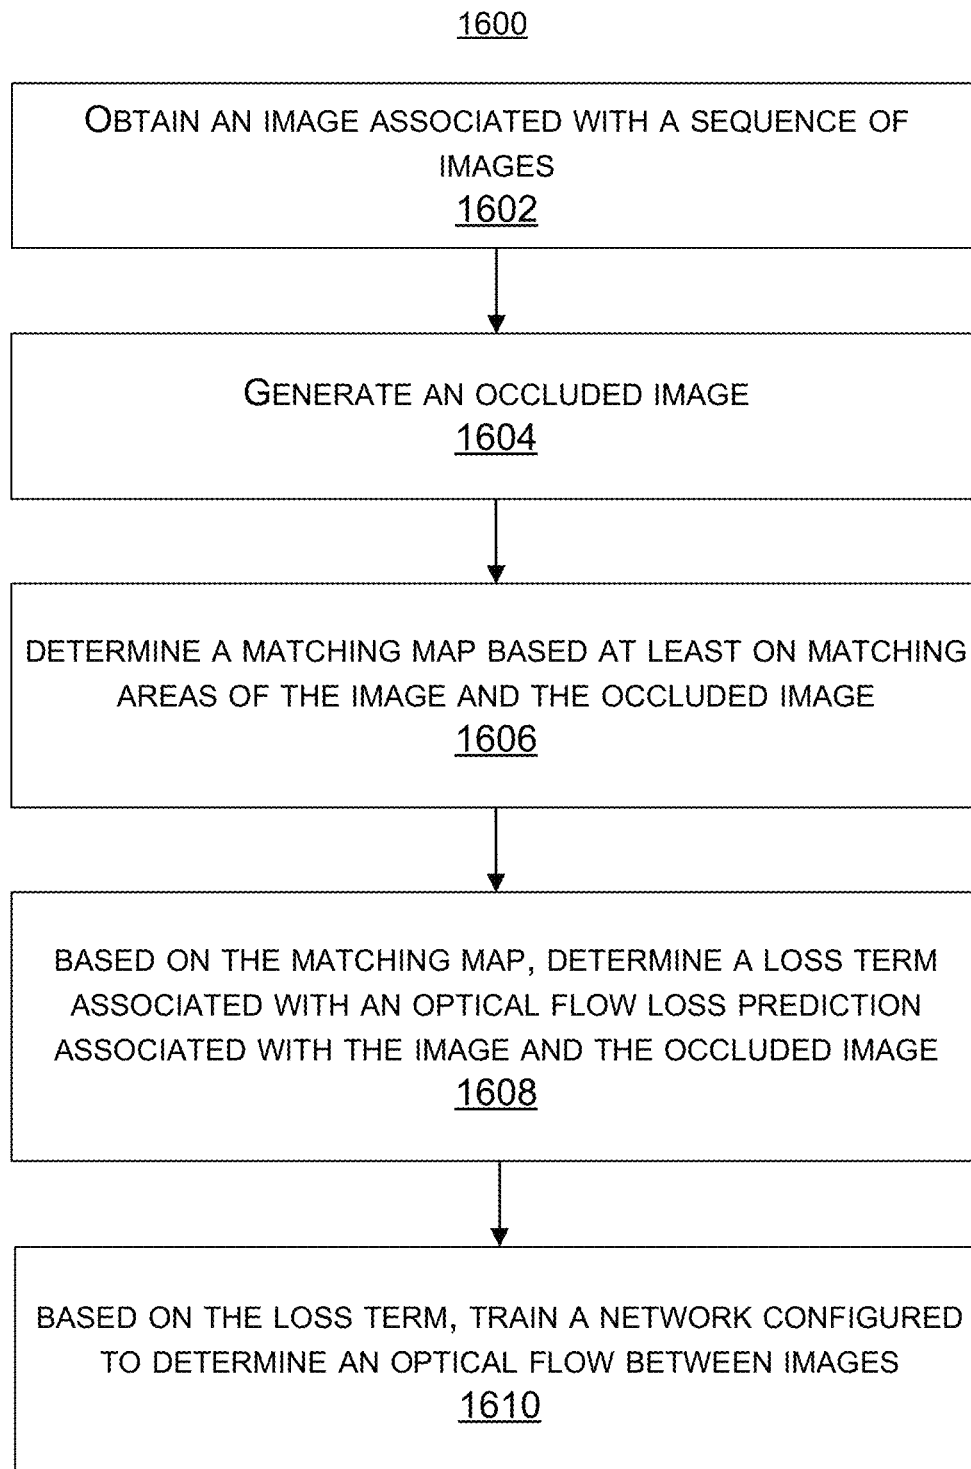 1600
OBTAIN AN IMAGE ASSOCIATED WITH A SEQUENCE OF
IMAGES
1602
GENERATE AN OCCLUDED IMAGE
1604
DETERMINE A MATCHING MAP BASED AT LEAST ON MATCHING
AREAS OF THE IMAGE AND THE OCCLUDED IMAGE
1606
BASED ON THE MATCHING MAP, DETERMINE A LOSS TERM
ASSOCIATED WITH AN OPTICAL FLOW LOSS PREDICTION
ASSOCIATED WITH THE IMAGE AND THE OCCLUDED IMAGE
1608
BASED ON THE LOSS TERM, TRAIN A NETWORK CONFIGURED
TO DETERMINE AN OPTICAL FLOW BETWEEN IMAGES
1610